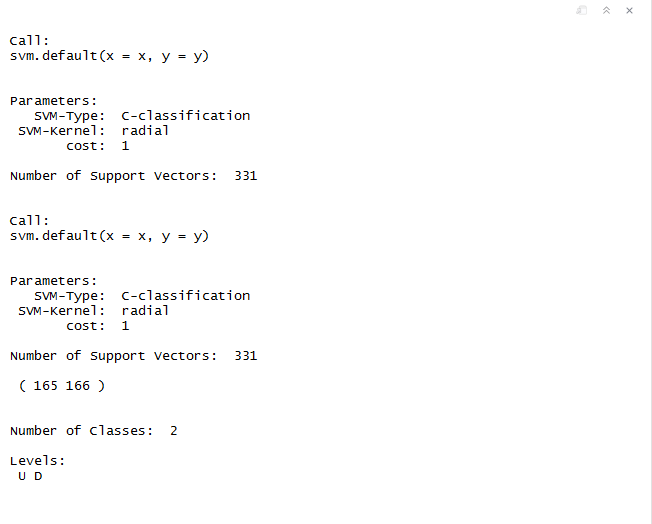 Call:
svm.default(x = x, y = y)
Parameters:
SVM-Type: C-classification
SVM-Kernel: radial
cost: 1
Number of Support Vectors: 331
Call:
svm.default(x = x, y = y)
Parameters:
SVM-Type: C-classification
SVM-Kernel: radial
cost: 1
Number of Support Vectors: 331
( 165 166 )
Number of Classes: 2
Levels:
U D